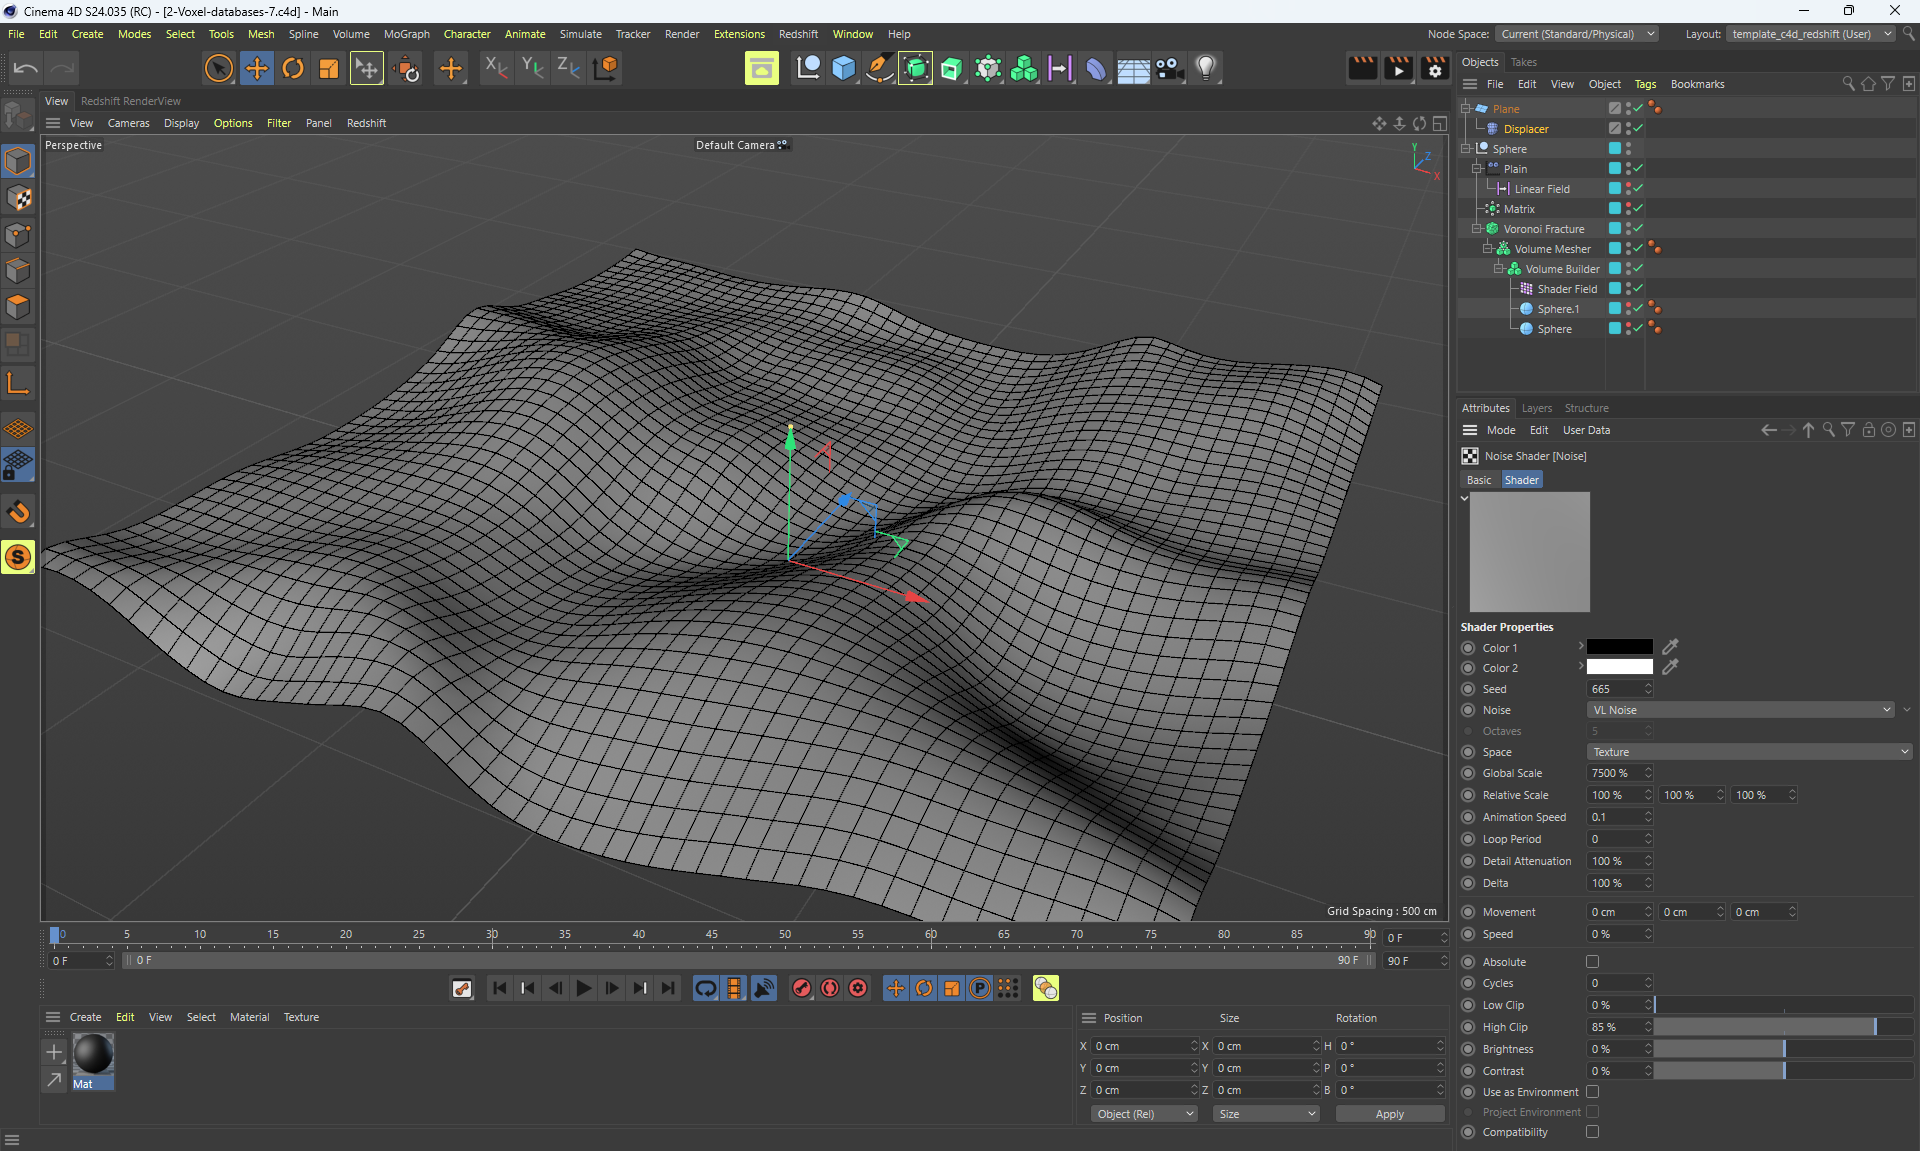 Cinema 4D S24.035 (RC) - [2-Voxel-databases-7.c4d] - Main
File Edit Create Modes Select Tools Mesh Spline Volume MoGraph Character Animate Simulate Tracker Render Extensions Redshift Window Help Node Space: Current (Standard/Physical) Layout: template_c4d_redshift (User)
X Y Z
Objects Takes
File Edit View Object Tags Bookmarks
View Redshift RenderView
View Cameras Display Options Filter Panel Redshift
Perspective
Default Camera
Y
Z
X
Plane
Displacer
Sphere
Plain
Linear Field
Matrix
Voronoi Fracture
Volume Mesher
Volume Builder
Shader Field
Sphere.1
Sphere
Attributes Layers Structure
Mode Edit User Data
Noise Shader [Noise]
Basic Shader
Shader Properties
Color 1
Color 2
Seed 665
Noise VL Noise
Octaves 5
Space Texture
Global Scale 7500 %
Relative Scale 100 % 100 % 100 %
Animation Speed 0.1
Loop Period 0
Detail Attenuation 100 %
Delta 100 %
Movement 0 cm 0 cm 0 cm
Speed 0 %
Absolute
Cycles 0
Low Clip 0 %
High Clip 85 %
Brightness 0 %
Contrast 0 %
Use as Environment
Project Environment
Compatibility
Grid Spacing : 500 cm
0 5 10 15 20 25 30 35 40 45 50 55 60 65 70 75 80 85 90 0 F
0 F 0 F 90 F 90 F
P
S
Create Edit View Select Material Texture
Mat
Position Size Rotation
X 0 cm X 0 cm H 0 °
Y 0 cm Y 0 cm P 0 °
Z 0 cm Z 0 cm B 0 °
Object (Rel) Size Apply